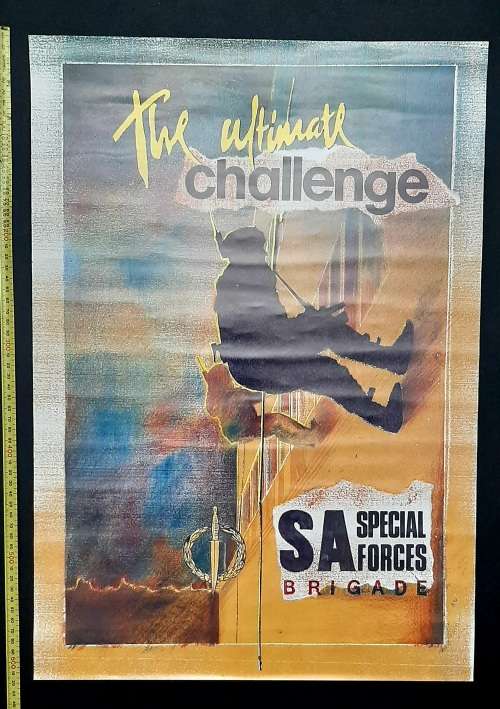 The ultimate
challenge
SA SPECIAL
FORCES
BRIGADE